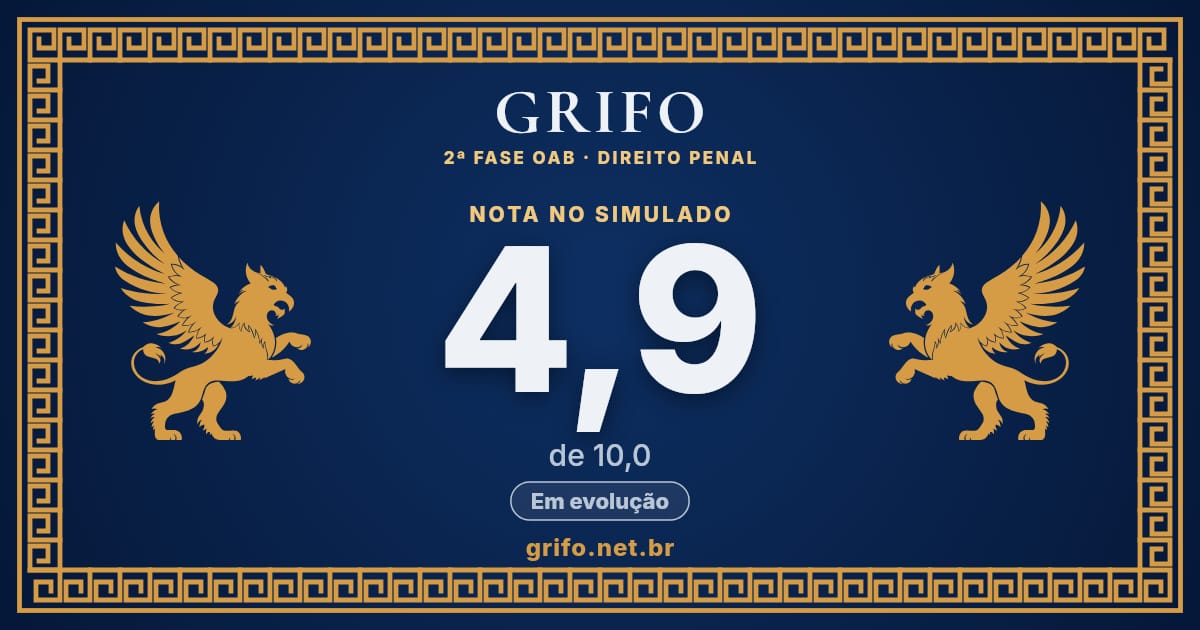 GRIFO
2ª FASE OAB · DIREITO PENAL
NOTA NO SIMULADO
4,9
de 10,0
Em evolução
grifo.net.br